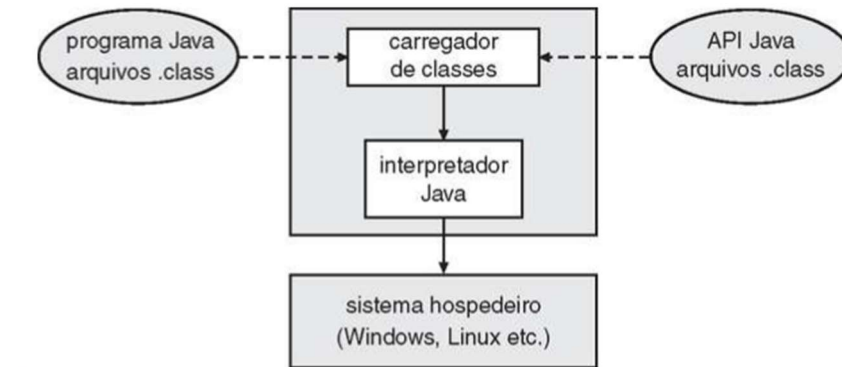 programa Java
arquivos .class
carregador
de classes
API Java
arquivos .class
interpretador
Java
sistema hospedeiro
(Windows, Linux etc.)